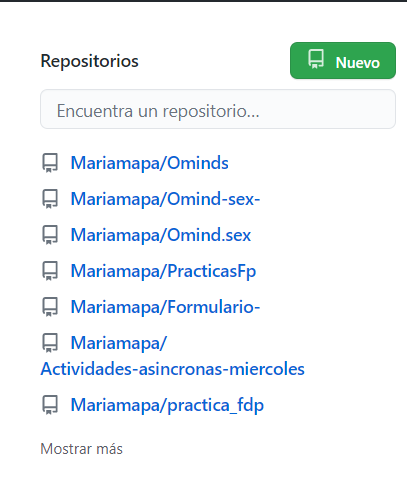 Repositorios
Nuevo
Encuentra un repositorio...
Mariamapa/Ominds
Mariamapa/Omind-sex-
Mariamapa/Omind.sex
Mariamapa/PracticasFp
Mariamapa/Formulario-
Mariamapa/
Actividades-asincronas-miercoles
Mariamapa/practica_fdp
Mostrar más